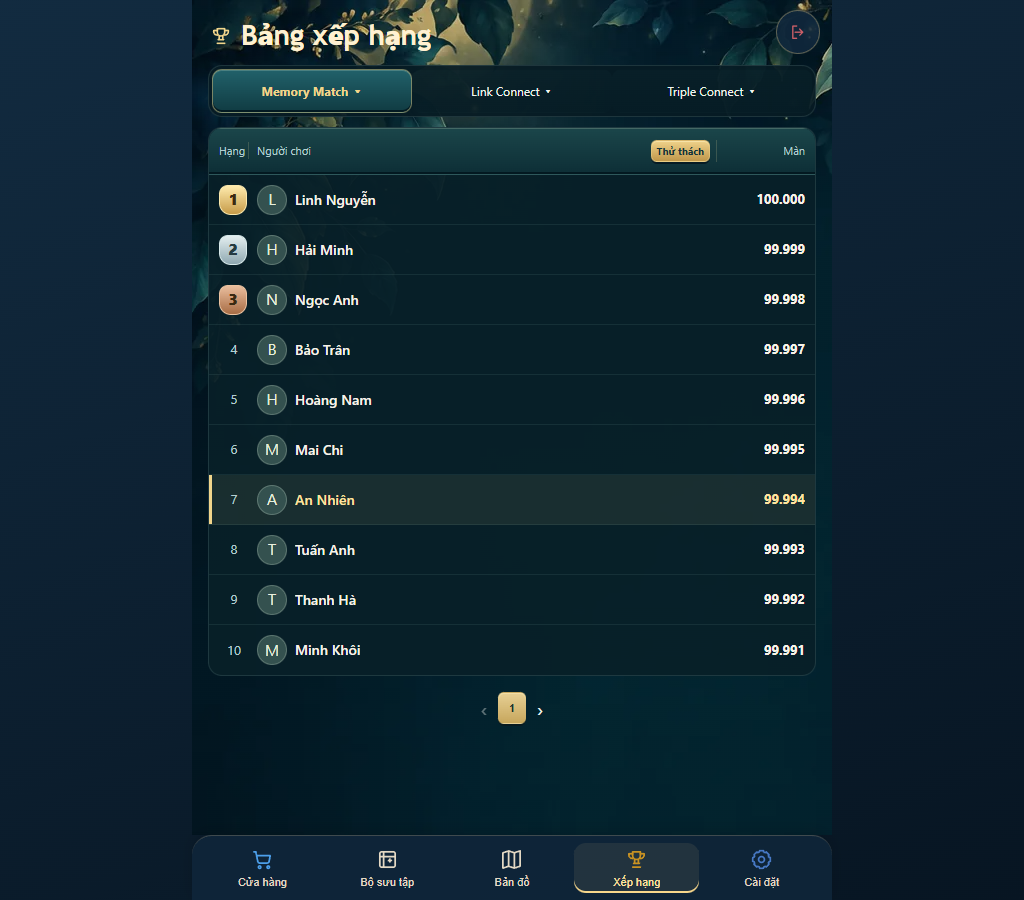 Bảng xếp hạng
Memory Match Link Connect Triple Connect
Hạng Người chơi Thử thách Màn
1 L Linh Nguyễn 100.000
2 H Hải Minh 99.999
3 N Ngọc Anh 99.998
4 B Bảo Trân 99.997
5 H Hoàng Nam 99.996
6 M Mai Chi 99.995
7 A An Nhiên 99.994
8 T Tuấn Anh 99.993
9 T Thanh Hà 99.992
10 M Minh Khôi 99.991
‹ 1 ›
Cửa hàng Bộ sưu tập Bản đồ Xếp hạng Cài đặt